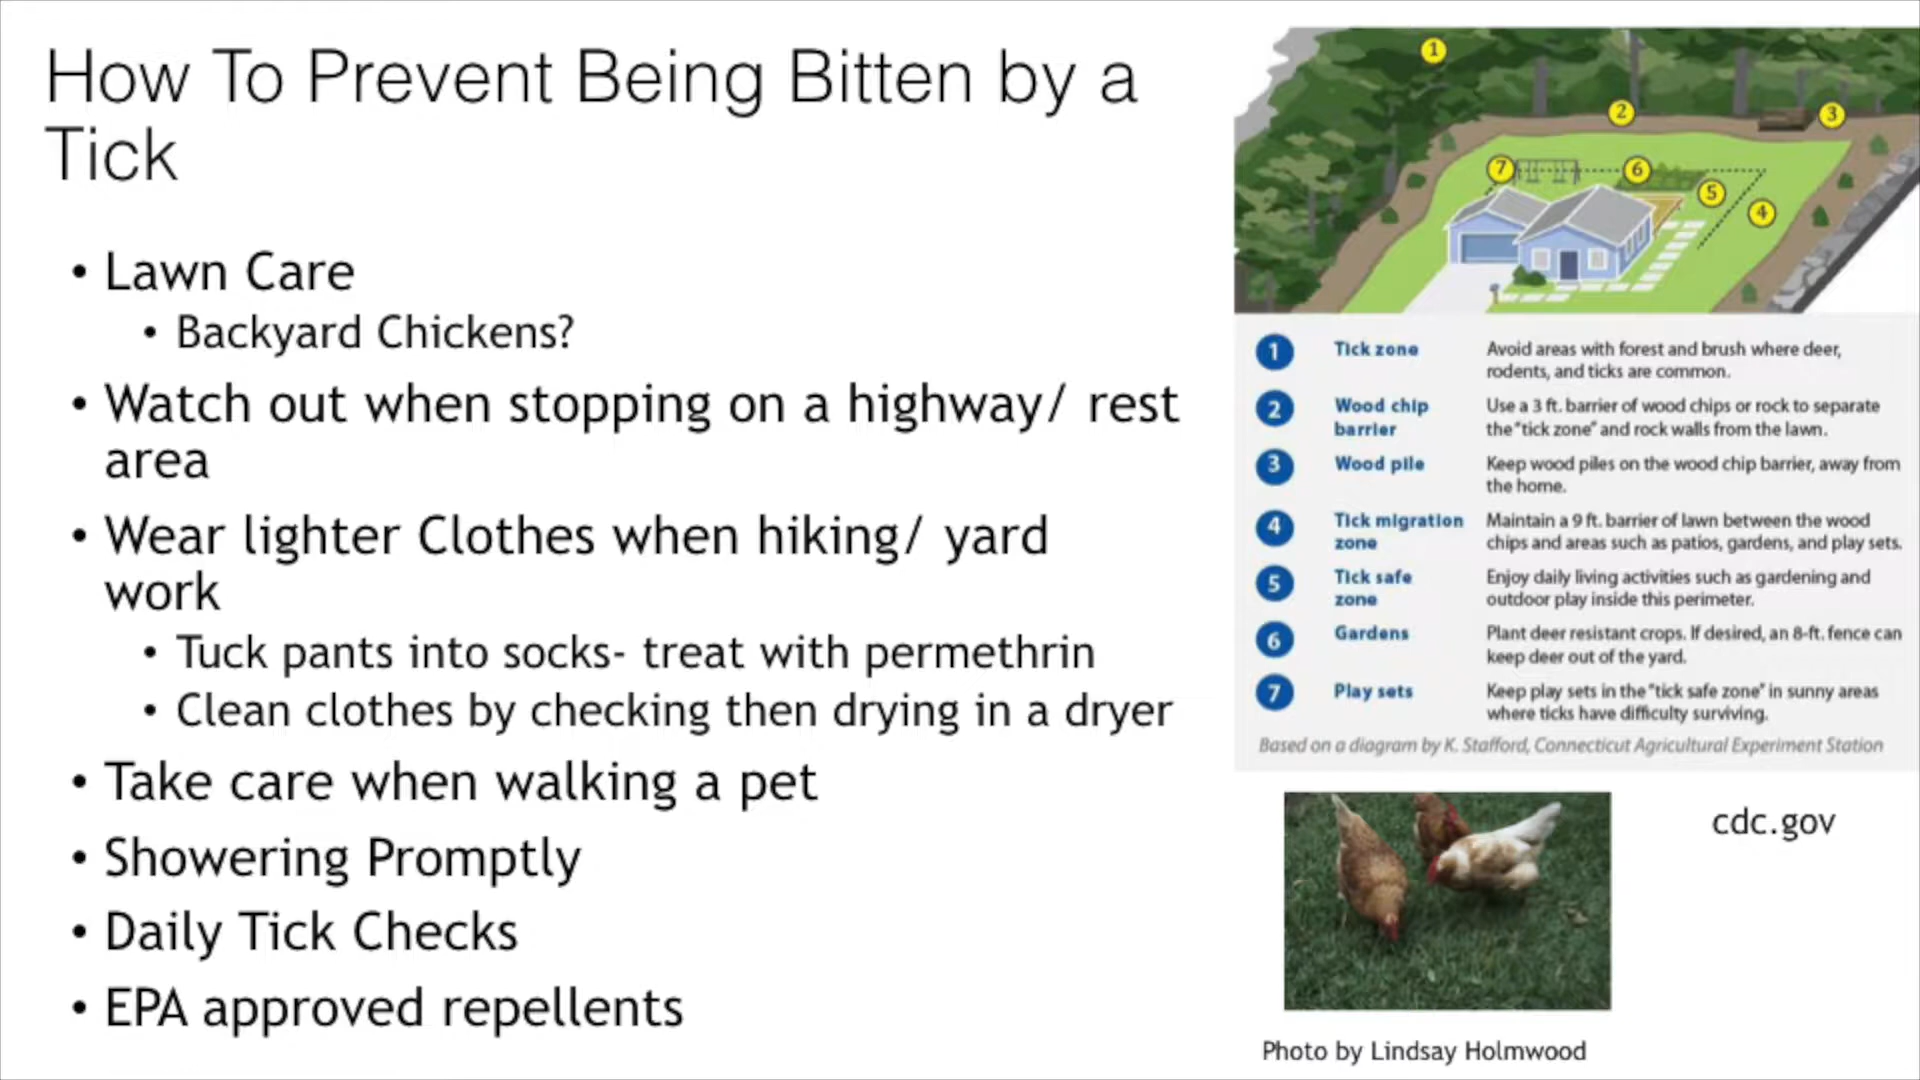 How To Prevent Being Bitten by a
Tick
• Lawn Care
• Backyard Chickens?
• Watch out when stopping on a highway/ rest
area
• Wear lighter Clothes when hiking/ yard
work
• Tuck pants into socks- treat with permethrin
• Clean clothes by checking then drying in a dryer
• Take care when walking a pet
• Showering Promptly
• Daily Tick Checks
• EPA approved repellents
1
2
3
7
6
5
4
1 Tick zone Avoid areas with forest and brush where deer,
rodents, and ticks are common.
2 Wood chip Use a 3 ft. barrier of wood chips or rock to separate
barrier the "tick zone" and rock walls from the lawn.
3 Wood pile Keep wood piles on the wood chip barrier, away from
the home.
4 Tick migration Maintain a 9 ft. barrier of lawn between the wood
zone chips and areas such as patios, gardens, and play sets.
5 Tick safe Enjoy daily living activities such as gardening and
zone outdoor play inside this perimeter.
6 Gardens Plant deer resistant crops. If desired, an 8-ft. fence can
keep deer out of the yard.
7 Play sets Keep play sets in the "tick safe zone" in sunny areas
where ticks have difficulty surviving.
Based on a diagram by K. Stafford, Connecticut Agricultural Experiment Station
cdc.gov
Photo by Lindsay Holmwood